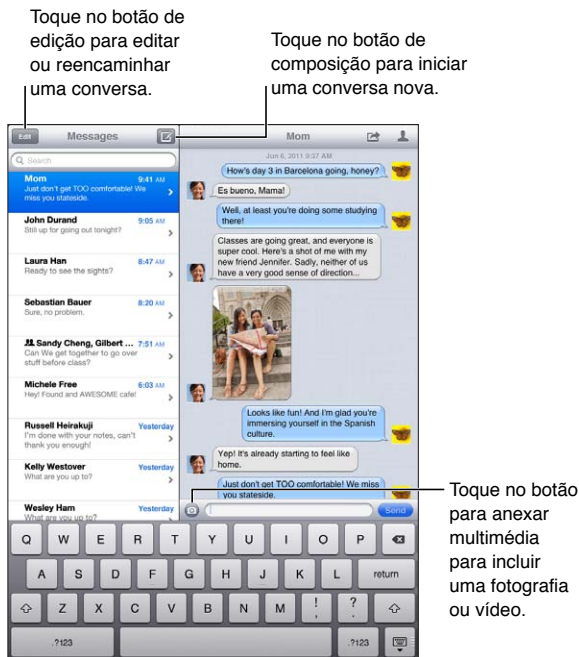 Toque no botão de
edição para editar
ou reencaminhar
uma conversa.
Toque no botão de
composição para iniciar
uma conversa nova.
Edit
Messages
Search
Mom 9:41 AM
Just don't get TOO comfortable! We
miss you stateside.
John Durand 9:05 AM
Still up for going out tonight?
Laura Han 8:47 AM
Ready to see the sights?
Sebastian Bauer 8:20 AM
Sure, no problem.
Sandy Cheng, Gilbert ... 7:51 AM
Can We get together to go over
stuff before class?
Michele Free 6:03 AM
Hey! Found and AWESOME cafe!
Russell Heirakuji Yesterday
I'm done with your notes, can't
thank you enough!
Kelly Westover Yesterday
What are you up to?
Wesley Ham Yesterday
What are you up to?
Mom
Jun 6, 2011 9:37 AM
How's day 3 in Barcelona going, honey?
Es bueno, Mama!
Well, at least you're doing some studying
there!
Classes are going great, and everyone is
super cool. Here's a shot of me with my
new friend Jennifer. Sadly, neither of us
have a very good sense of direction...
Looks like fun! And I'm glad you're
immersing yourself in the Spanish
culture.
Yep! It's already starting to feel like
home.
Just don't get TOO comfortable! We miss
you stateside.
Send
Toque no botão
para anexar
multimédia
para incluir
uma fotografia
ou vídeo.
Q W E R T Y U I O P
A S D F G H J K L return
Z X C V B N M ! , ? .
.?123 .?123